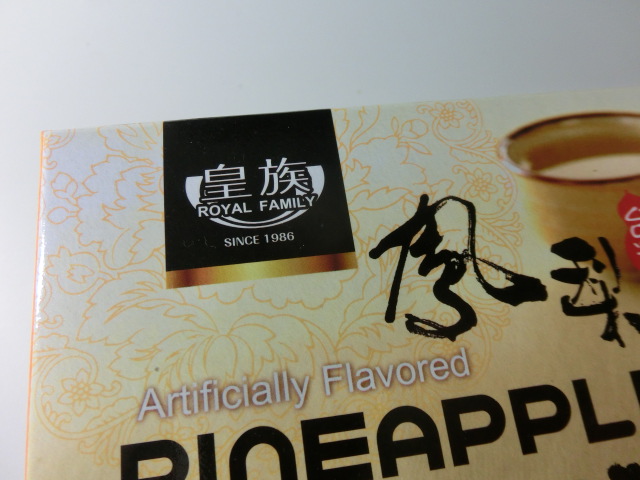 皇族
ROYAL FAMILY
SINCE 1986
鳳梨
Artificially Flavored
PINEAPPL